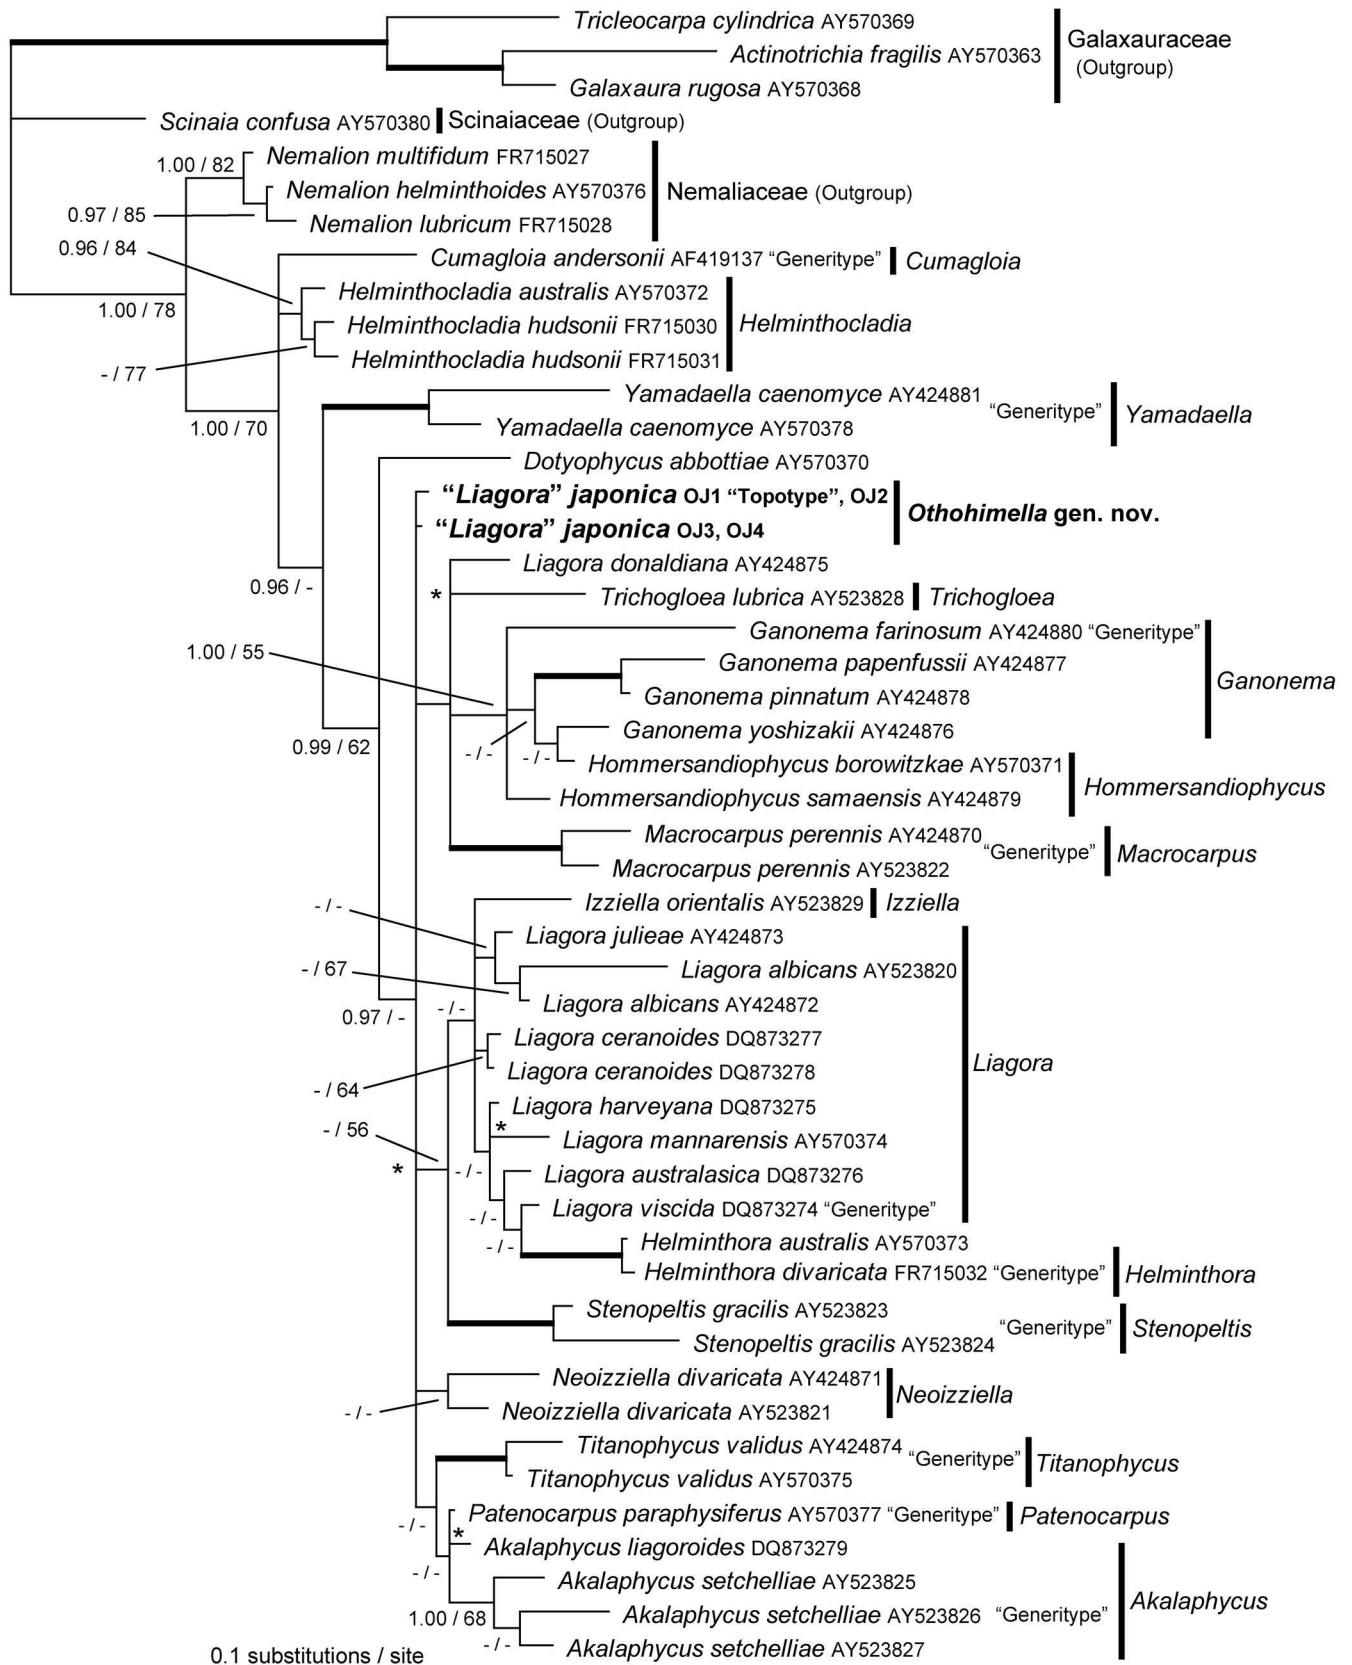 Tricleocarpa cylindrica AY570369
Actinotrichia fragilis AY570363
Galaxauraceae
(Outgroup)
Galaxaura rugosa AY570368
Scinaia confusa AY570380 Scinaiaceae (Outgroup)
1.00 / 82
Nemalion multifidum FR715027
Nemalion helminthoides AY570376
Nemaliaceae (Outgroup)
0.97 / 85
Nemalion lubricum FR715028
0.96 / 84
Cumagloia andersonii AF419137 “Generitype” Cumagloia
Helminthocladia australis AY570372
1.00 / 78
Helminthocladia hudsonii FR715030
Helminthocladia
Helminthocladia hudsonii FR715031
- / 77
Yamadaella caenomyce AY424881
“Generitype”
Yamadaella
1.00 / 70
Yamadaella caenomyce AY570378
Dotyophycus abbottiae AY570370
“Liagora” japonica OJ1 “Topotype”, OJ2
Othohimella gen. nov.
“Liagora” japonica OJ3, OJ4
Liagora donaldiana AY424875
0.96 / -
*
Trichogloea lubrica AY523828 Trichogloea
Ganonema farinosum AY424880 “Generitype”
1.00 / 55
Ganonema papenfussii AY424877
Ganonema
Ganonema pinnatum AY424878
Ganonema yoshizakii AY424876
0.99 / 62
- / -
- / -
Hommersandiophycus borowitzkae AY570371
Hommersandiophycus
Hommersandiophycus samaensis AY424879
Macrocarpus perennis AY424870
“Generitype”
Macrocarpus
Macrocarpus perennis AY523822
- / -
Izziella orientalis AY523829 Izziella
Liagora julieae AY424873
- / 67
Liagora albicans AY523820
Liagora albicans AY424872
0.97 / -
- / -
Liagora ceranoides DQ873277
Liagora
Liagora ceranoides DQ873278
- / 64
Liagora harveyana DQ873275
- / 56
*
Liagora mannarensis AY570374
*
- / -
Liagora australasica DQ873276
Liagora viscida DQ873274 “Generitype”
- / -
- / -
Helminthora australis AY570373
Helminthora divaricata FR715032 “Generitype” Helminthora
Stenopeltis gracilis AY523823
“Generitype”
Stenopeltis
Stenopeltis gracilis AY523824
Neoizziella divaricata AY424871
Neoizziella
- / -
Neoizziella divaricata AY523821
Titanophycus validus AY424874
“Generitype”
Titanophycus
Titanophycus validus AY570375
Patenocarpus paraphysiferus AY570377 “Generitype” Patenocarpus
- / -
*
Akalaphycus liagoroides DQ873279
- / -
Akalaphycus setchelliae AY523825
Akalaphycus
1.00 / 68
Akalaphycus setchelliae AY523826 “Generitype”
- / -
Akalaphycus setchelliae AY523827
0.1 substitutions / site